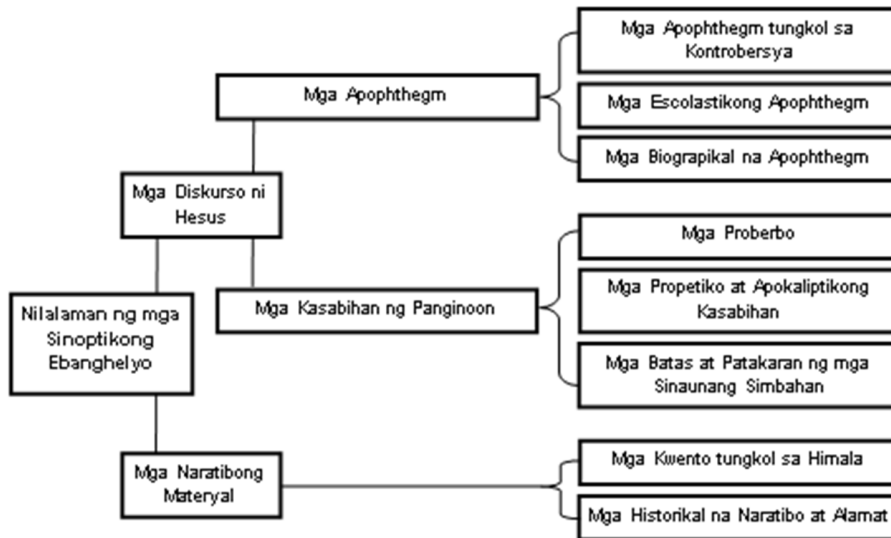 Mga Apophthegm tungkol sa
Kontrobersya
Mga Apophthegm
Mga Escolastikong Apophthegm
Mga Biograpikal na Apophthegm
Mga Diskurso ni
Hesus
Mga Proberbo
Mga Kasabihan ng Panginoon
Mga Propetiko at Apokaliptikong
Kasabihan
Nilalaman ng mga
Sinoptikong
Ebanghelyo
Mga Batas at Patakaran ng mga
Sinaunang Simbahan
Mga Naratibong
Materyal
Mga Kwento tungkol sa Himala
Mga Historikal na Naratibo at Alamat